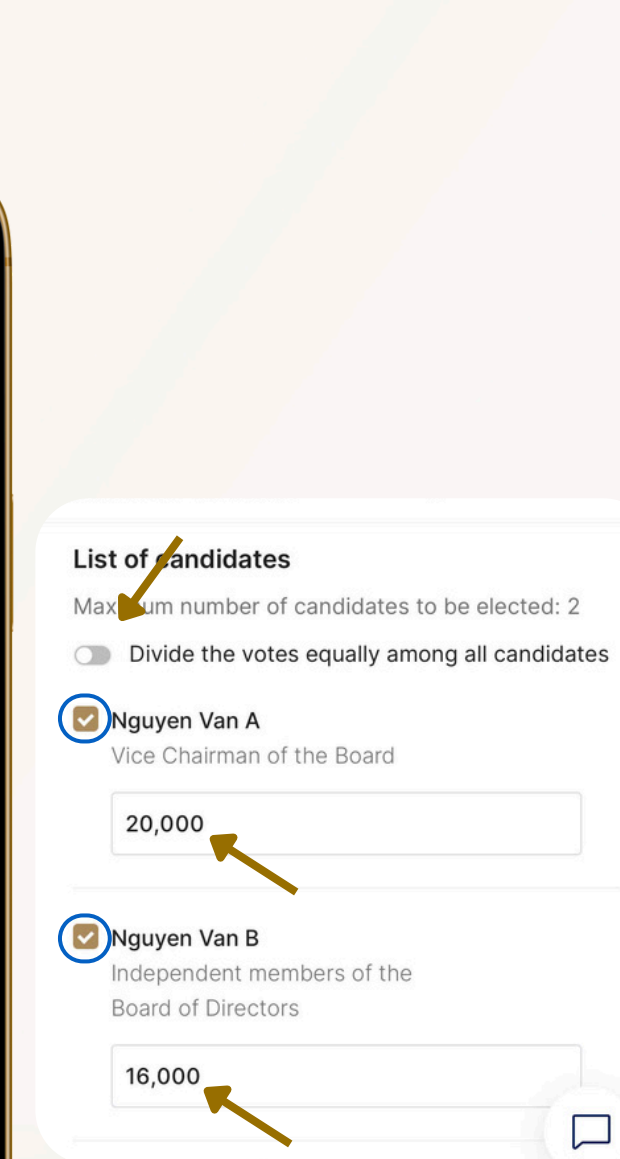 List of candidates
Maximum number of candidates to be elected: 2
Divide the votes equally among all candidates
Nguyen Van A
Vice Chairman of the Board
20,000
Nguyen Van B
Independent members of the
Board of Directors
16,000